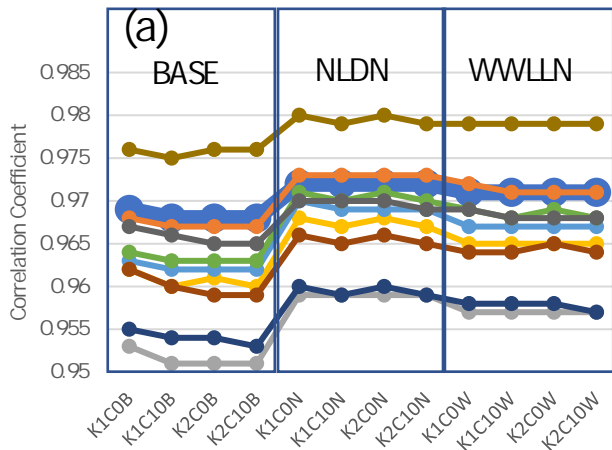 (a)
BASE NLDN WWLLN
Correlation Coefficient
0.985
0.98
0.975
0.97
0.965
0.96
0.955
0.95
K1C0B K1C10B K2C0B K2C10B K1C0N K1C10N K2C0N K2C10N K1C0W K1C10W K2C0W K2C10W